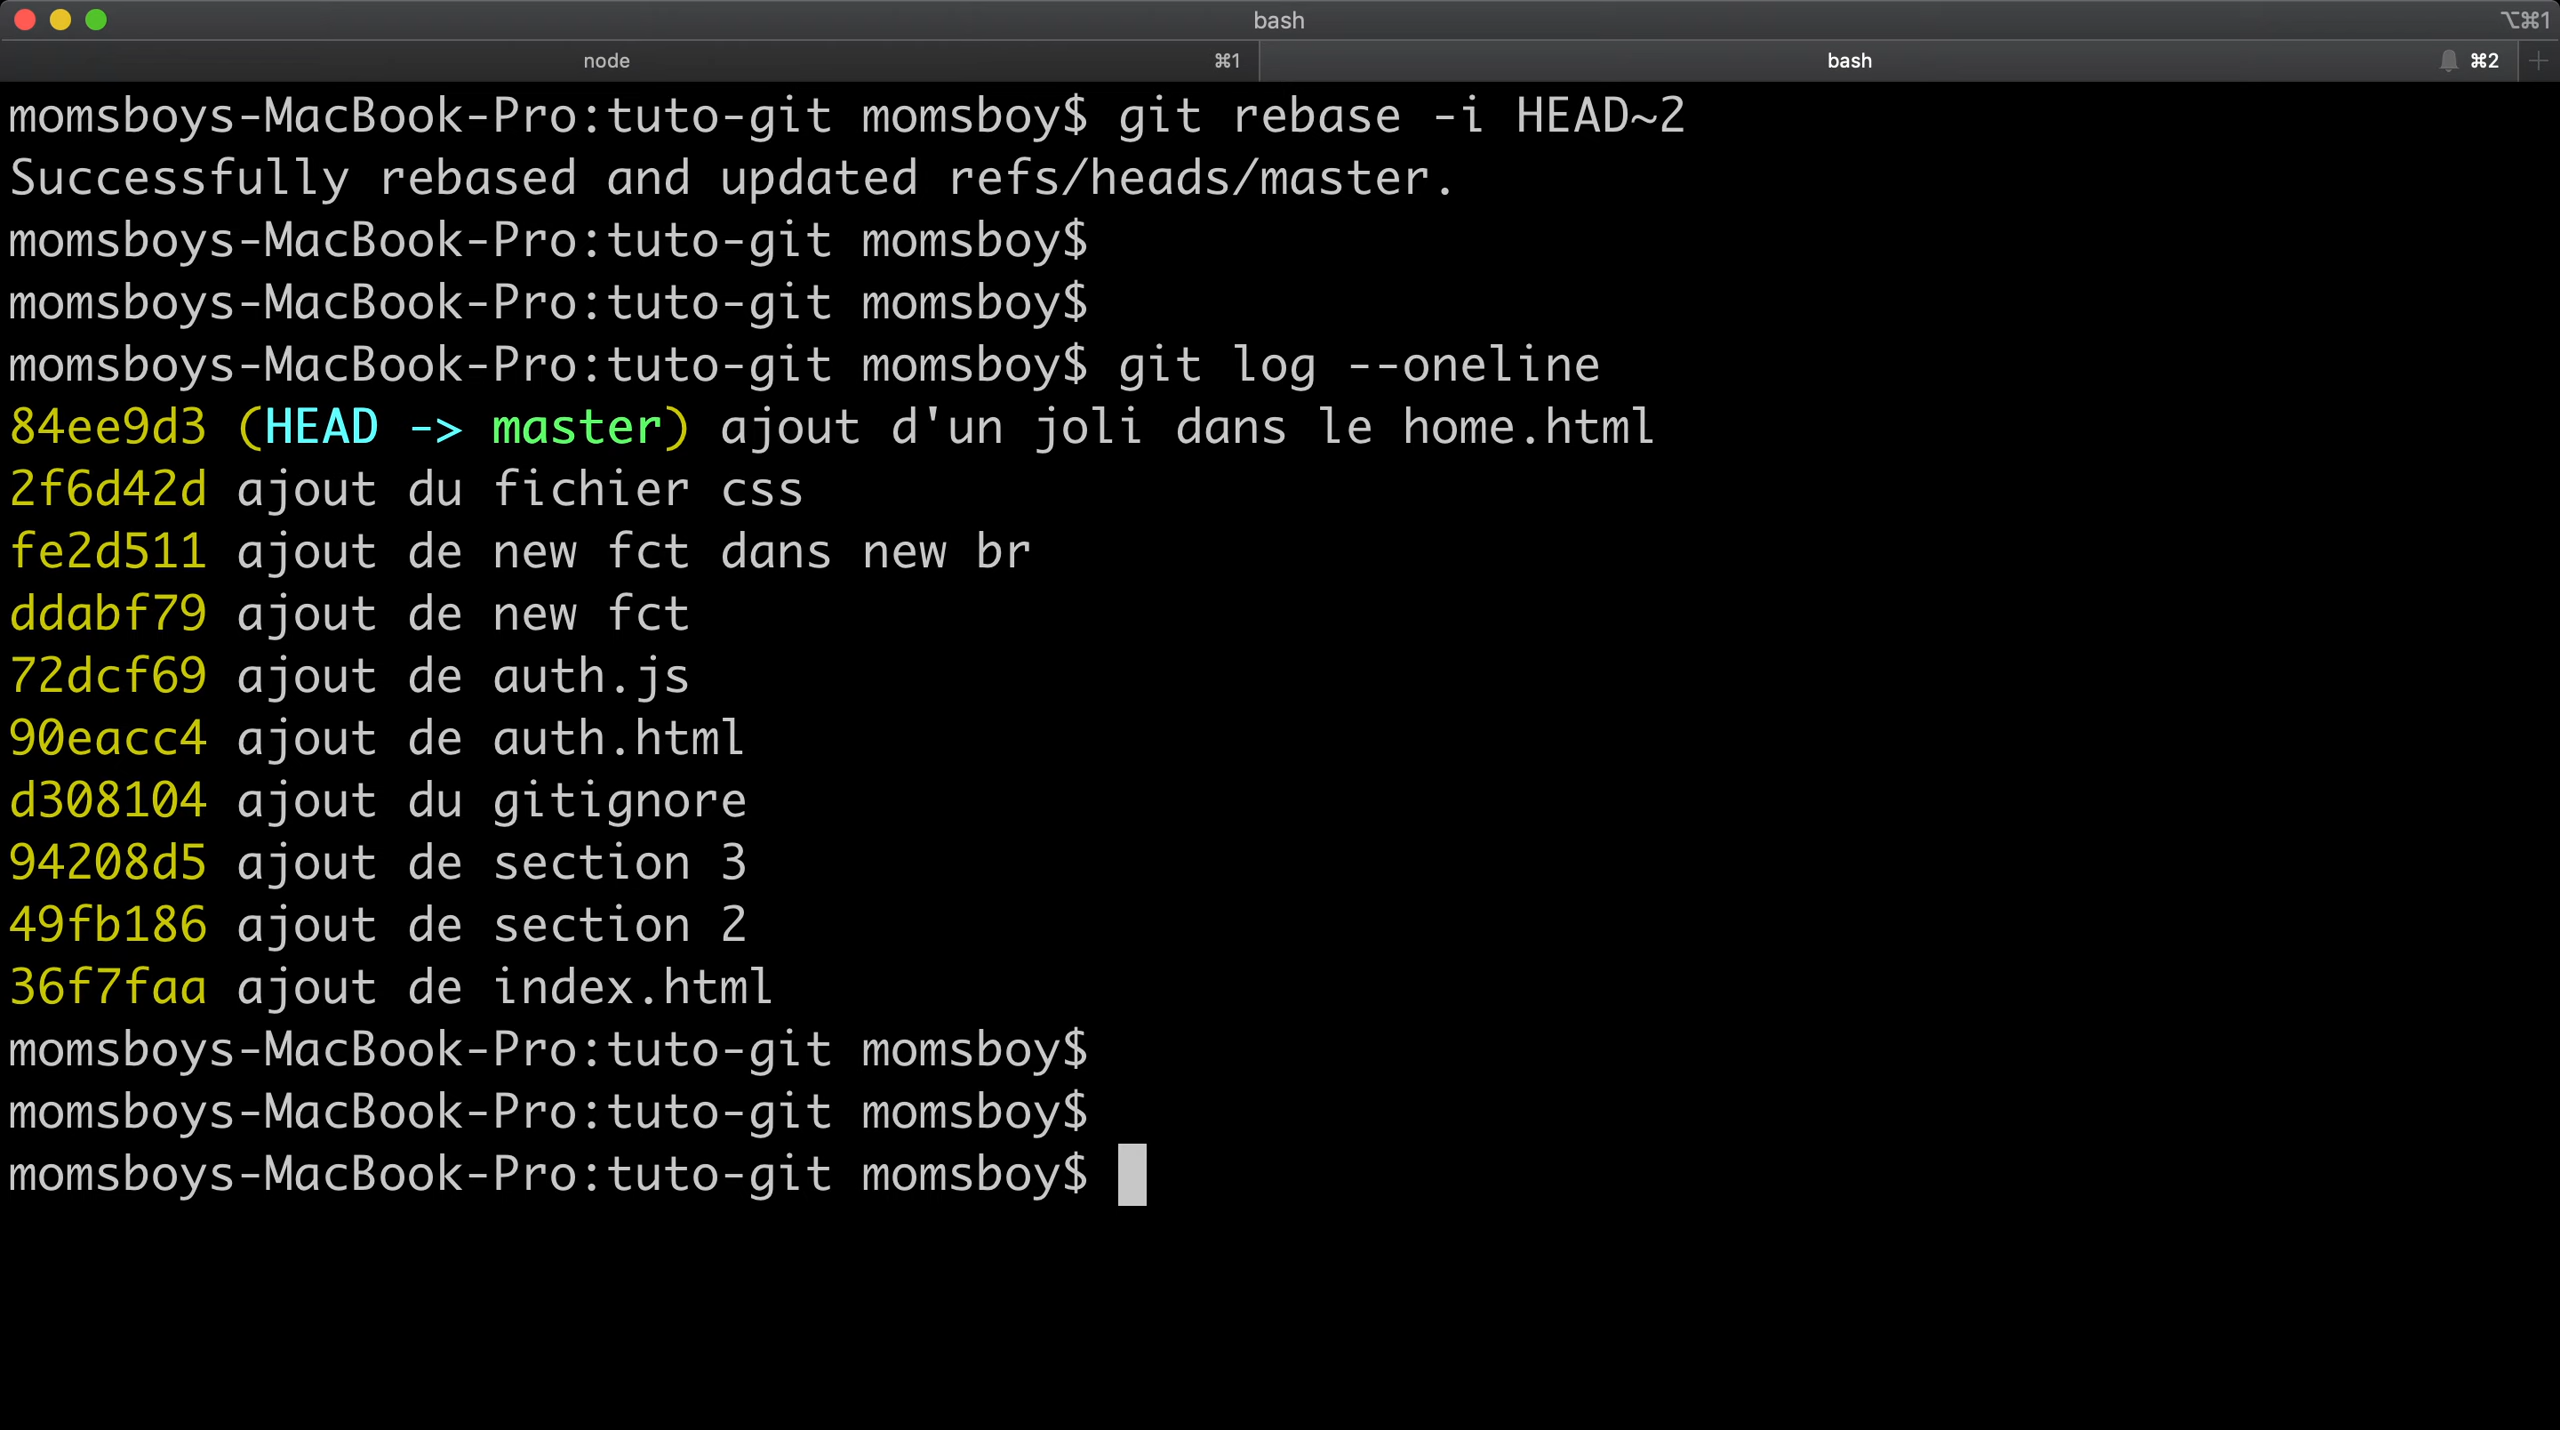 bash
⌥⌘1
node ⌘1 bash ⌘2 +
momsboys-MacBook-Pro:tuto-git momsboy$ git rebase -i HEAD~2
Successfully rebased and updated refs/heads/master.
momsboys-MacBook-Pro:tuto-git momsboy$
momsboys-MacBook-Pro:tuto-git momsboy$
momsboys-MacBook-Pro:tuto-git momsboy$ git log --oneline
84ee9d3 (HEAD -> master) ajout d'un joli dans le home.html
2f6d42d ajout du fichier css
fe2d511 ajout de new fct dans new br
ddabf79 ajout de new fct
72dcf69 ajout de auth.js
90eacc4 ajout de auth.html
d308104 ajout du gitignore
94208d5 ajout de section 3
49fb186 ajout de section 2
36f7faa ajout de index.html
momsboys-MacBook-Pro:tuto-git momsboy$
momsboys-MacBook-Pro:tuto-git momsboy$
momsboys-MacBook-Pro:tuto-git momsboy$